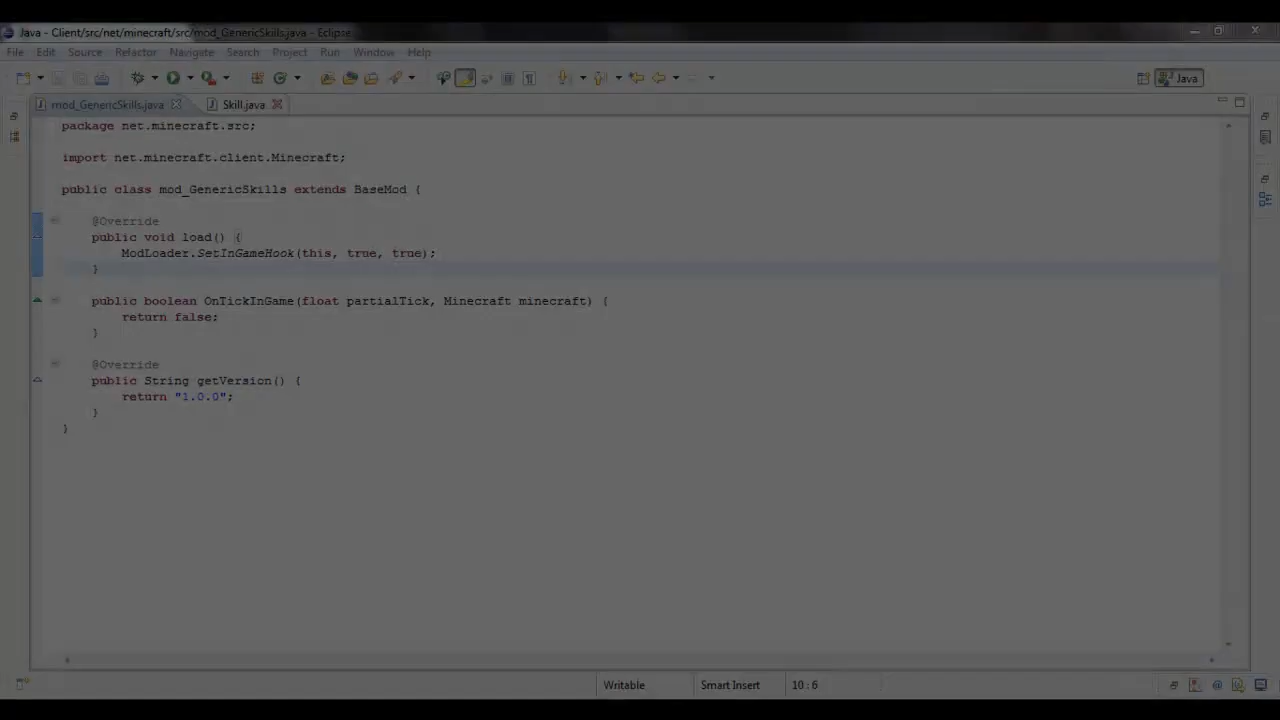 Java - Client/src/net/minecraft/src/mod_GenericSkills.java - Eclipse
File Edit Source Refactor Navigate Search Project Run Window Help
Java
mod_GenericSkills.java Skill.java
package net.minecraft.src;
import net.minecraft.client.Minecraft;
public class mod_GenericSkills extends BaseMod {
@Override
public void load() {
ModLoader.SetInGameHook(this, true, true);
}
public boolean OnTickInGame(float partialTick, Minecraft minecraft) {
return false;
}
@Override
public String getVersion() {
return "1.0.0";
}
}
Writable Smart Insert 10:6